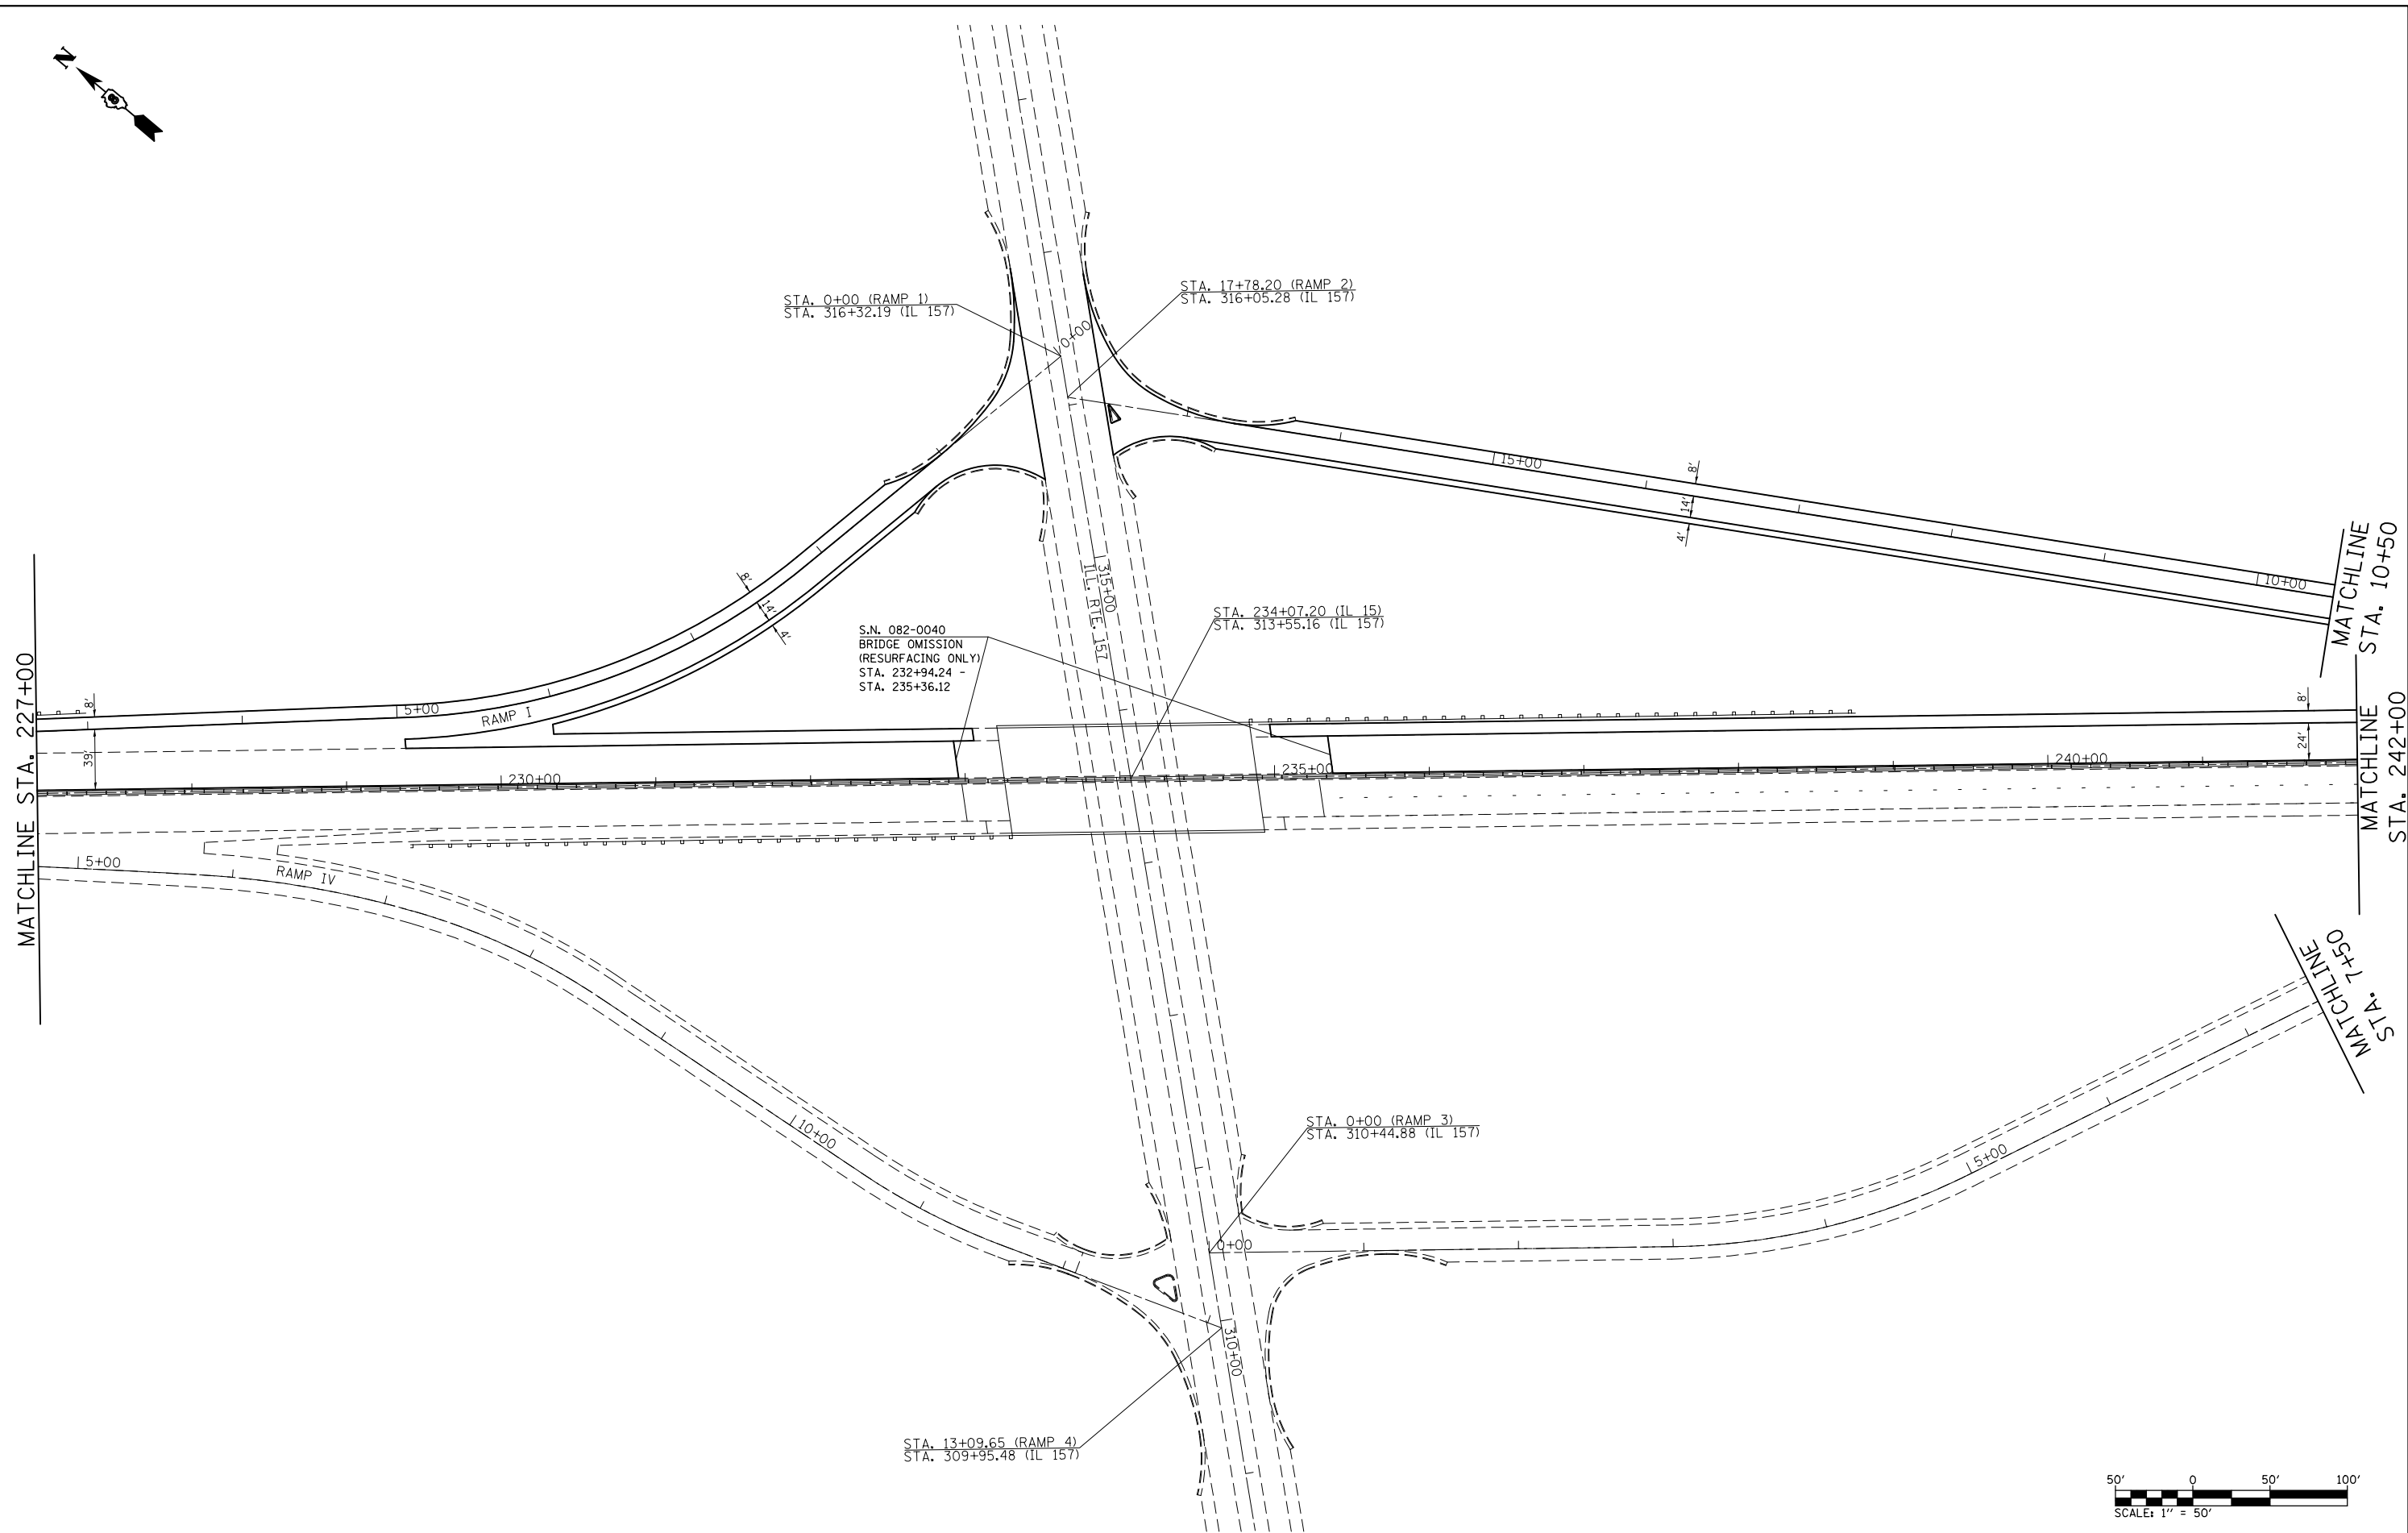 N
STA. 0+00 (RAMP 1)
STA. 316+32.19 (IL 157)
STA. 17+78.20 (RAMP 2)
STA. 316+05.28 (IL 157)
0+00
15+00
8'
14'
4'
10+00
MATCHLINE
STA. 10+50
315+00
ILL. RTE. 157
8'
14'
4'
S.N. 082-0040
BRIDGE OMISSION
(RESURFACING ONLY)
STA. 232+94.24 -
STA. 235+36.12
STA. 234+07.20 (IL 15)
STA. 313+55.16 (IL 157)
MATCHLINE STA. 227+00
8'
39'
5+00
RAMP I
230+00
235+00
240+00
8'
24'
MATCHLINE
STA. 242+00
5+00
RAMP IV
10+00
MATCHLINE
STA. 7+50
STA. 0+00 (RAMP 3)
STA. 310+44.88 (IL 157)
5+00
0+00
310+00
STA. 13+09.65 (RAMP 4)
STA. 309+95.48 (IL 157)
50' 0 50' 100'
SCALE: 1" = 50'